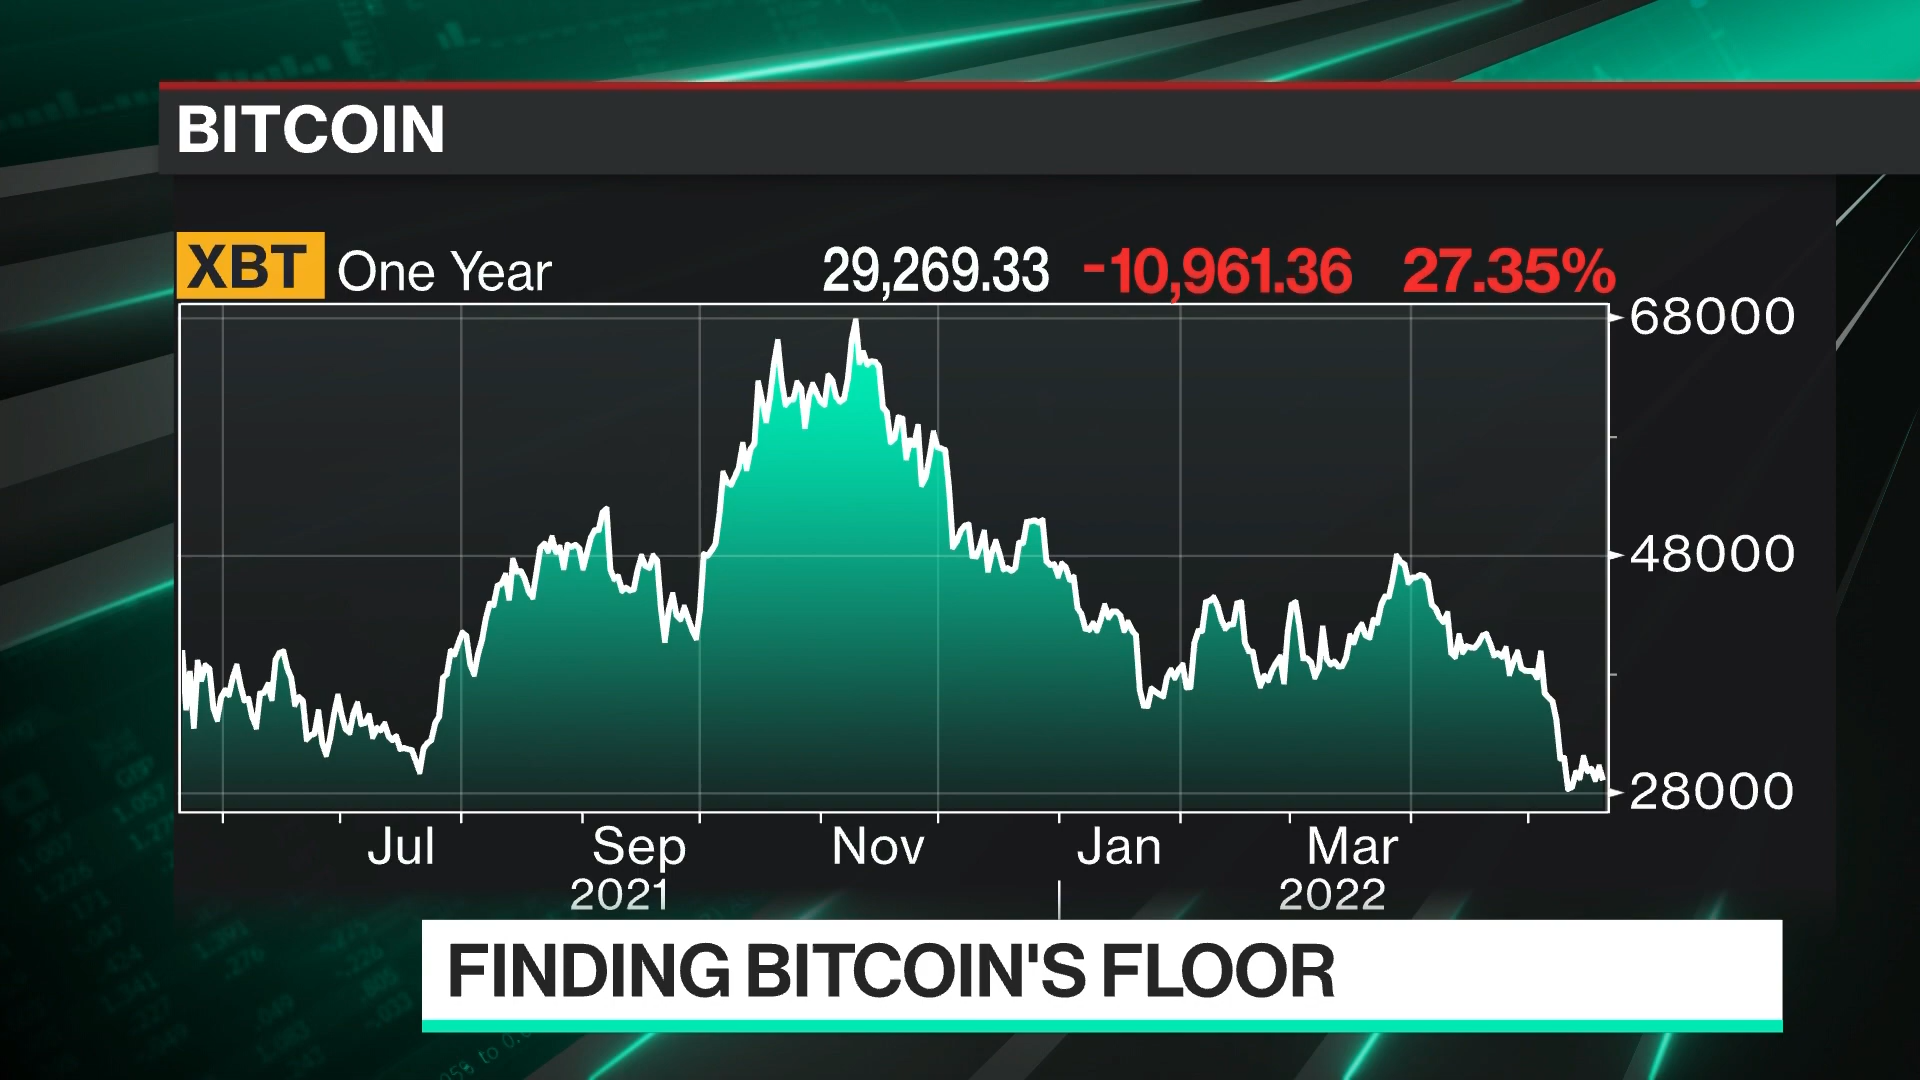 BITCOIN
XBT One Year 29,269.33 -10,961.36 27.35%
68000
48000
28000
Jul Sep Nov Jan Mar
2021 2022
FINDING BITCOIN'S FLOOR